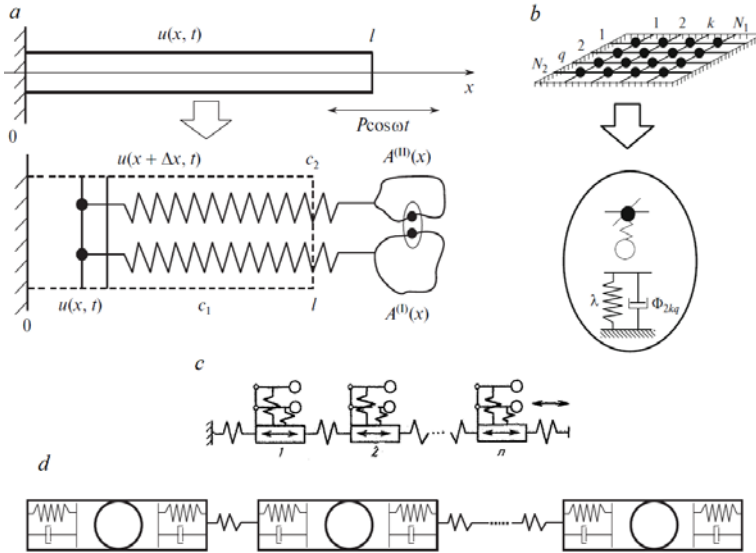 a
u(x, t)
l
x
Pcosωt
0
u(x + Δx, t)
c₂
A⁽ᴵᴵ⁾(x)
u(x, t)
c₁
l
A⁽ᴵ⁾(x)
0
b
1 2 k N₁
1
2
q
N₂
λ
Φ₂kq
c
1
2
n
d